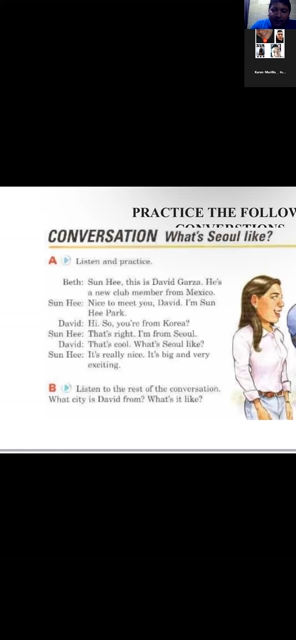 PRACTICE THE FOLLOW
CONVERSTIONS
CONVERSATION What's Seoul like?
A Listen and practice.
Beth: Sun Hee, this is David Garza. He's
a new club member from Mexico.
Sun Hee: Nice to meet you, David. I'm Sun
Hee Park.
David: Hi. So, you're from Korea?
Sun Hee: That's right. I'm from Seoul.
David: That's cool. What's Seoul like?
Sun Hee: It's really nice. It's big and very
exciting.
B Listen to the rest of the conversation.
What city is David from? What's it like?